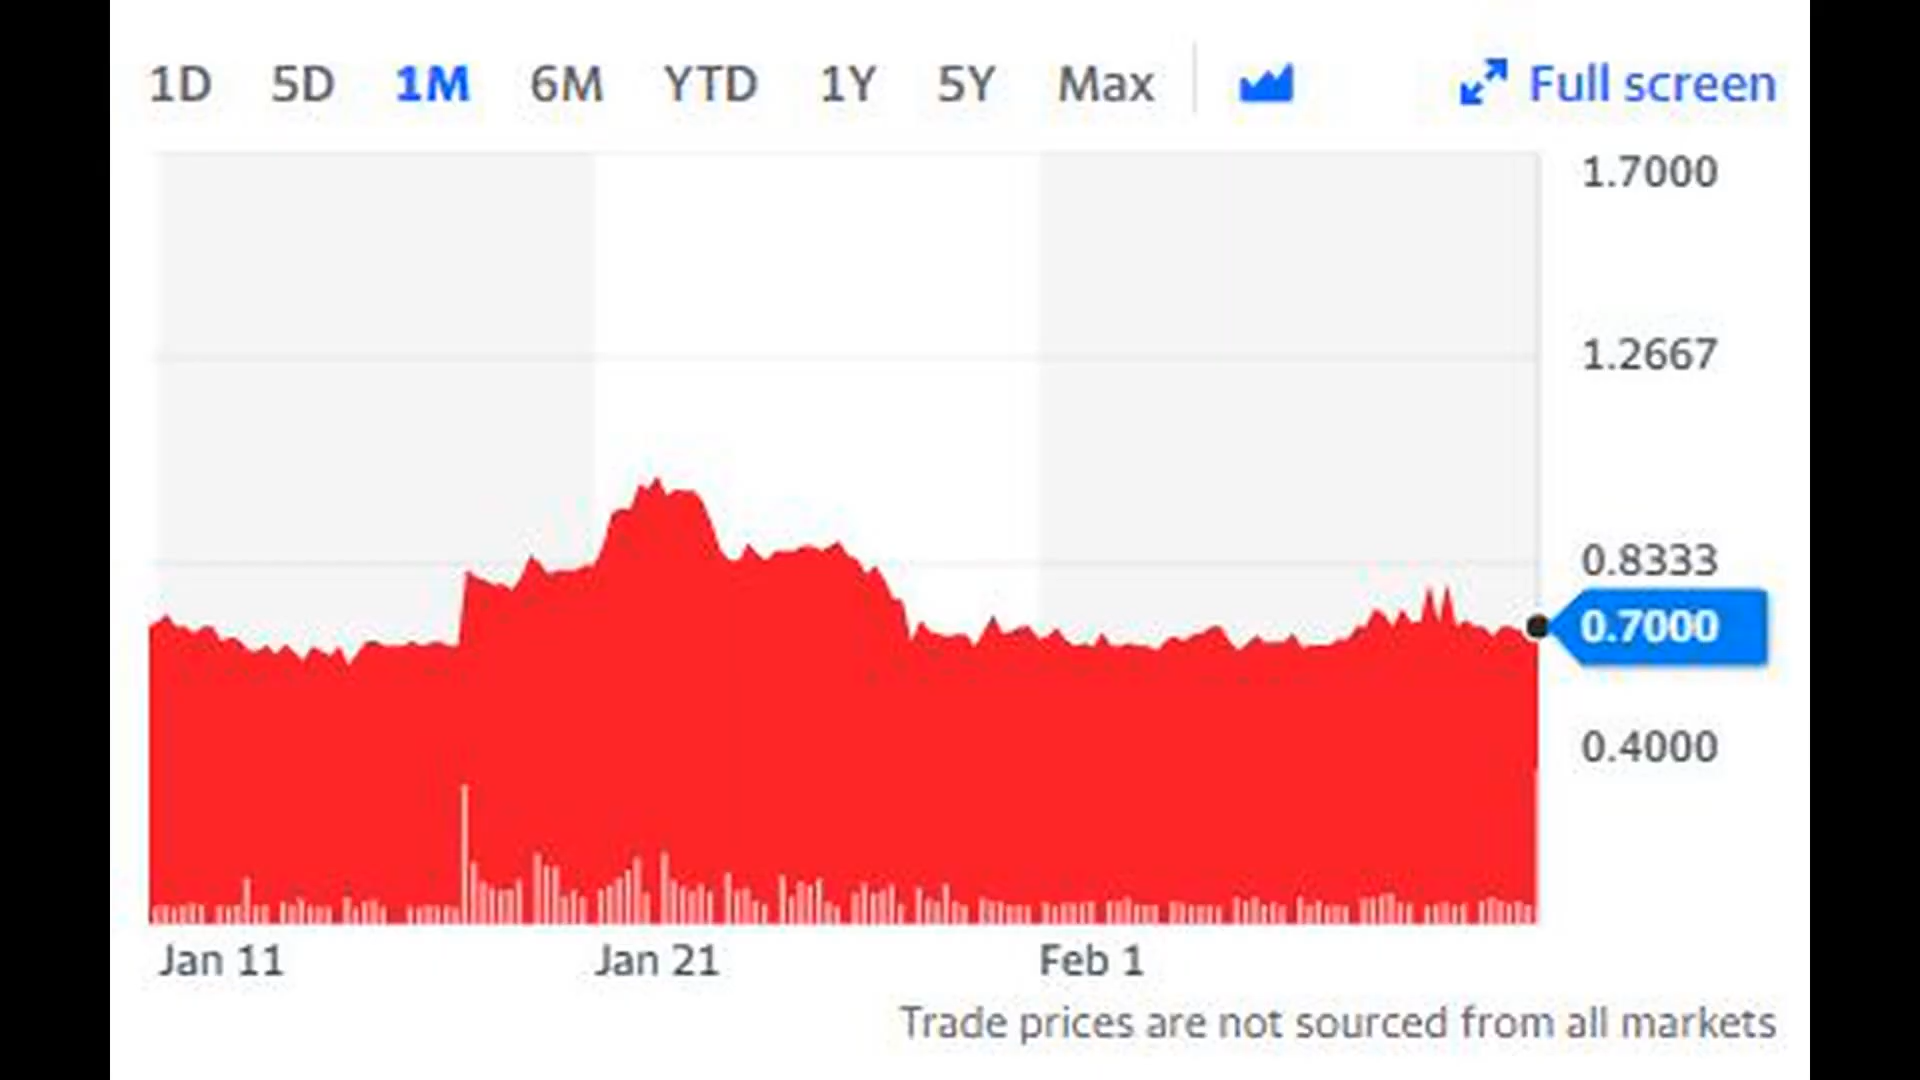 1D 5D 1M 6M YTD 1Y 5Y Max Full screen
1.7000
1.2667
0.8333
0.7000
0.4000
Jan 11 Jan 21 Feb 1
Trade prices are not sourced from all markets